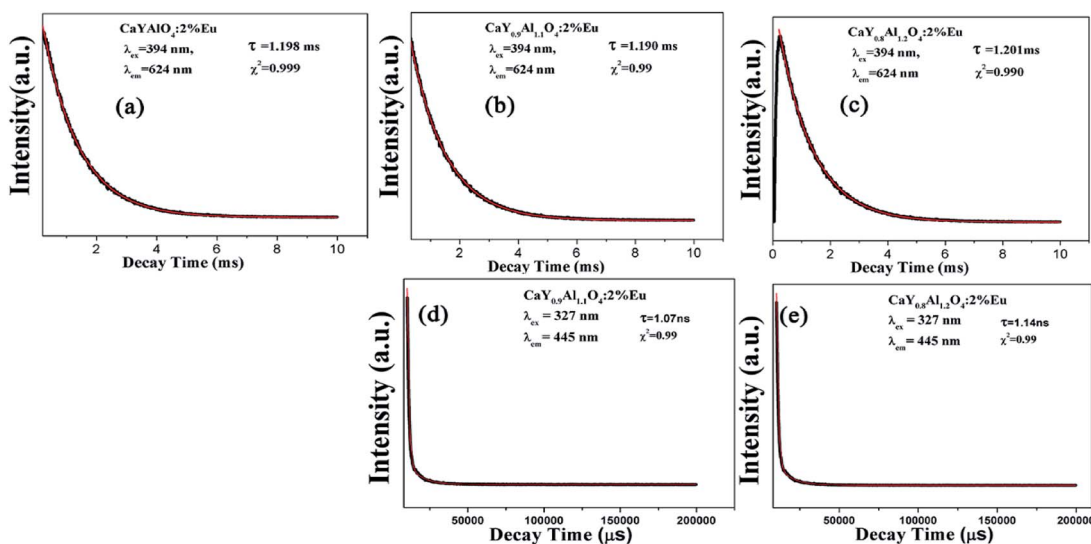 CaYAlO₄:2%Eu
λex=394 nm, τ =1.198 ms
λem=624 nm χ²=0.999
(a)
Intensity(a.u.)
2 4 6 8 10
Decay Time (ms)
CaY₀.₉Al₁.₁O₄:2%Eu
λex=394 nm, τ =1.190 ms
λem=624 nm χ²=0.99
(b)
Intensity(a.u.)
2 4 6 8 10
Decay Time (ms)
CaY₀.₈Al₁.₂O₄:2%Eu
λex=394 nm, τ =1.201ms
λem=624 nm χ²=0.990
(c)
Intensity(a.u.)
0 2 4 6 8 10
Decay Time (ms)
(d)
CaY₀.₉Al₁.₁O₄:2%Eu
λex = 327 nm τ=1.07ns
λem = 445 nm χ²=0.99
Intensity (a.u.)
50000 100000 150000 200000
Decay Time (μs)
(e)
CaY₀.₈Al₁.₂O₄:2%Eu
λex = 327 nm τ=1.14ns
λem = 445 nm χ²=0.99
Intensity (a.u.)
50000 100000 150000 200000
Decay Time (μs)